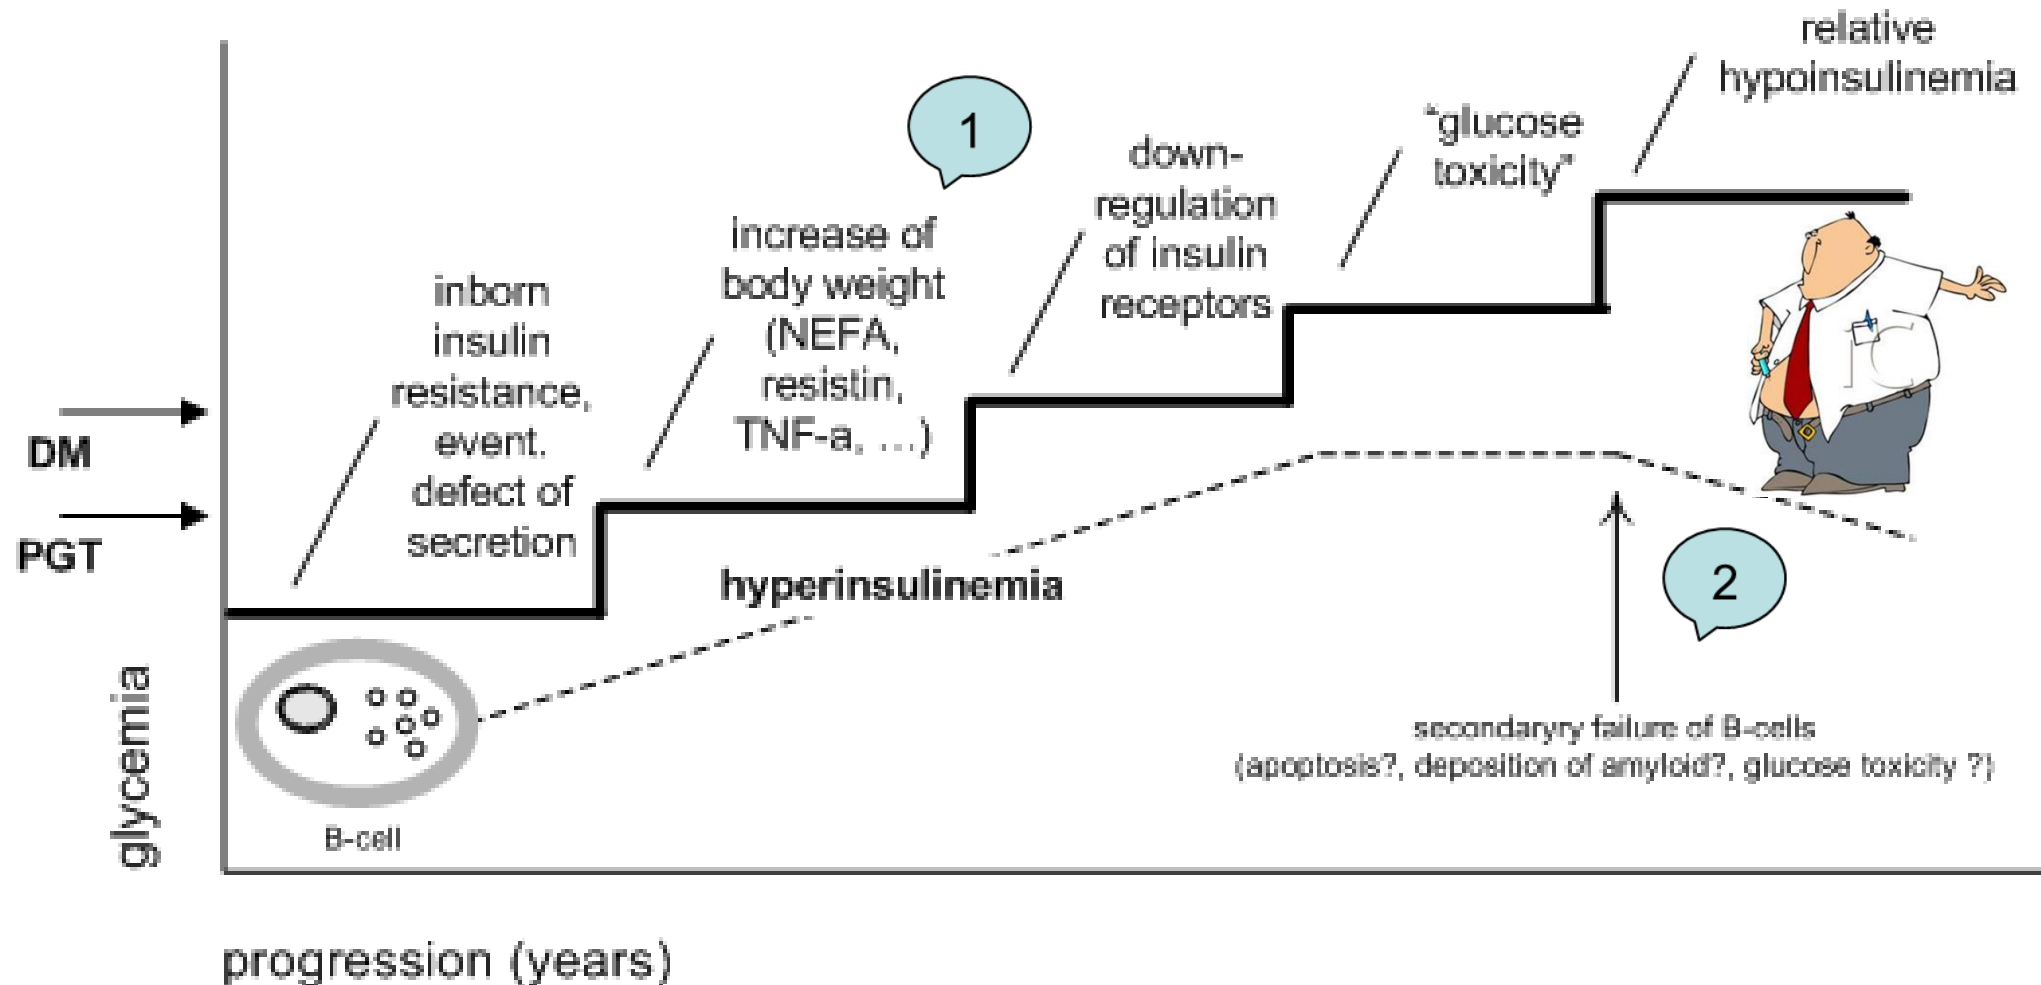 relative
hypoinsulinemia
"glucose
toxicity"
1
down-
regulation
of insulin
receptors
increase of
body weight
(NEFA,
resistin,
TNF-a, ...)
inborn
insulin
resistance,
event.
defect of
secretion
DM
PGT
hyperinsulinemia
2
secondaryry failure of B-cells
(apoptosis?, deposition of amyloid?, glucose toxicity ?)
B-cell
glycemia
progression (years)